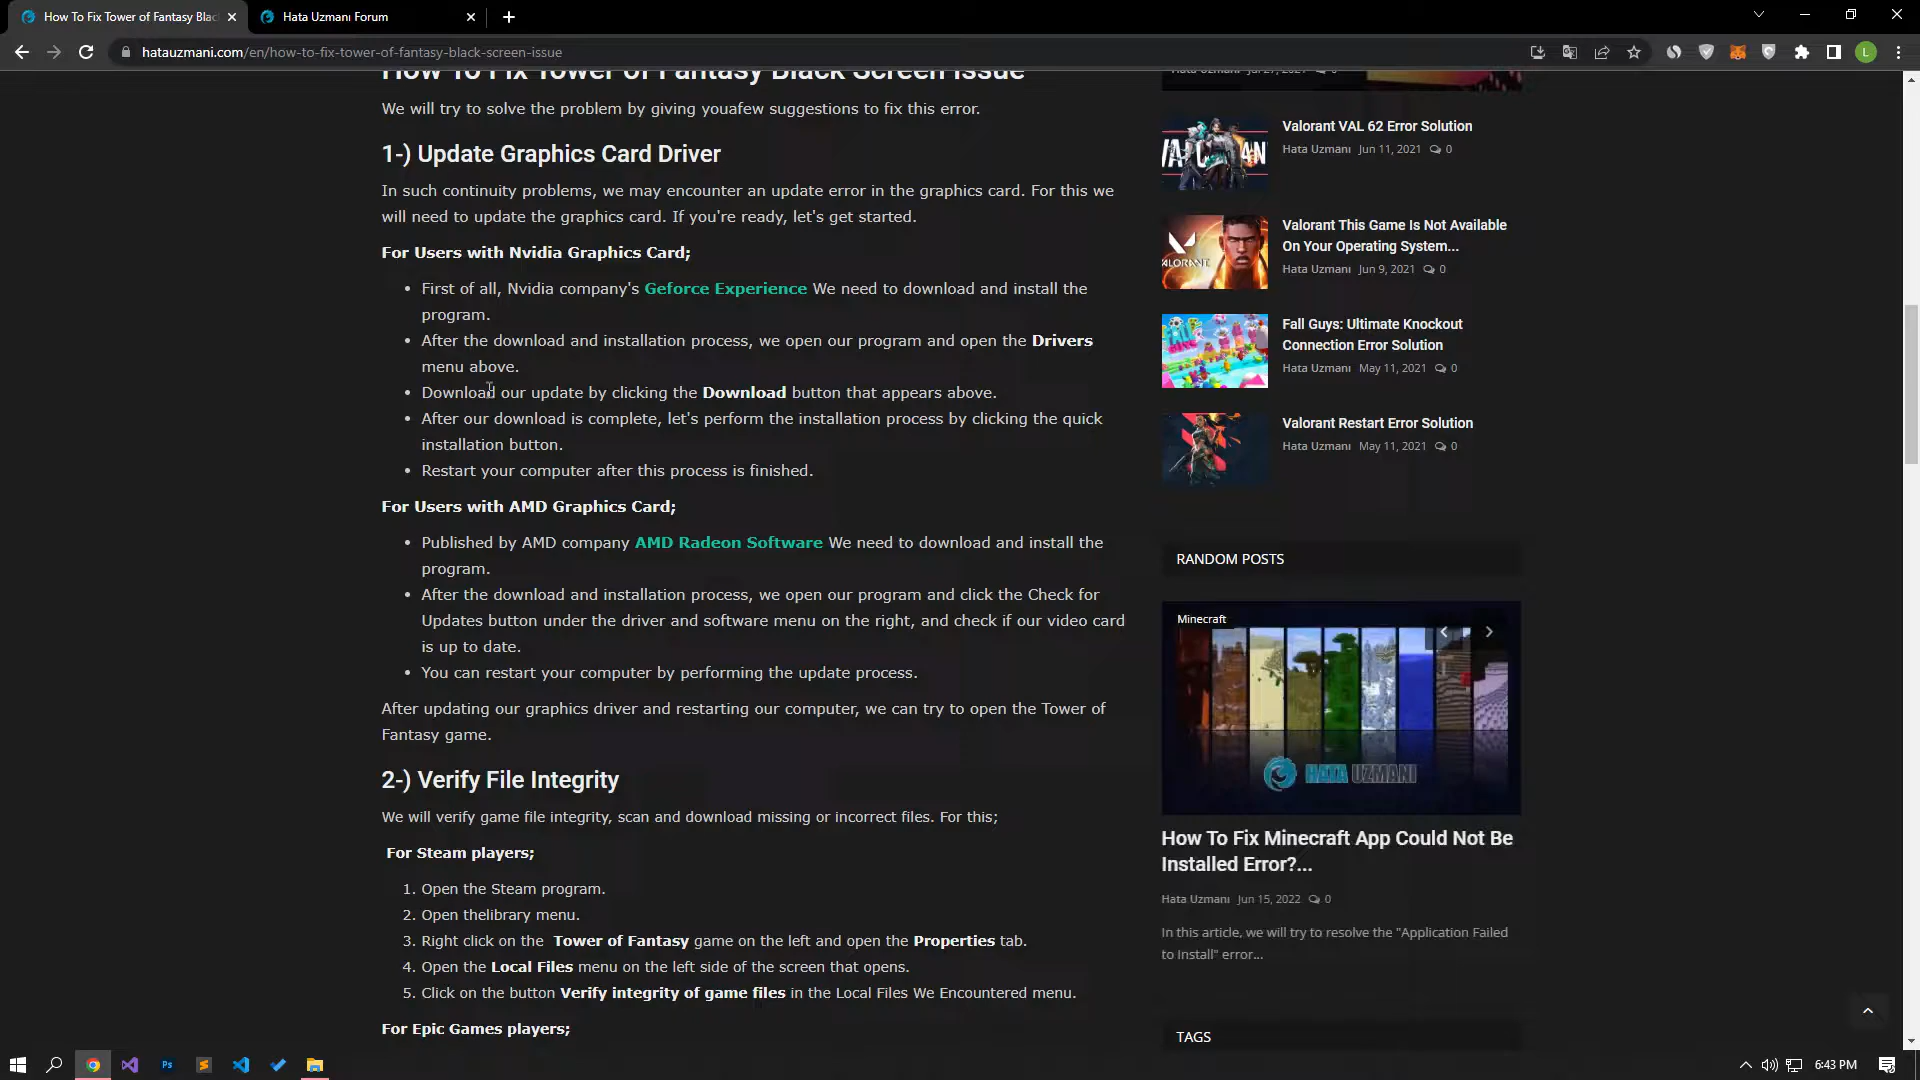 How To Fix Tower of Fantasy Blac
Hata Uzmanı Forum
hatauzmani.com/en/how-to-fix-tower-of-fantasy-black-screen-issue
L
How To Fix Tower of Fantasy Black Screen Issue
We will try to solve the problem by giving youafew suggestions to fix this error.
1-) Update Graphics Card Driver
In such continuity problems, we may encounter an update error in the graphics card. For this we
will need to update the graphics card. If you're ready, let's get started.
For Users with Nvidia Graphics Card;
First of all, Nvidia company's Geforce Experience We need to download and install the
program.
After the download and installation process, we open our program and open the Drivers
menu above.
Download our update by clicking the Download button that appears above.
After our download is complete, let's perform the installation process by clicking the quick
installation button.
Restart your computer after this process is finished.
For Users with AMD Graphics Card;
Published by AMD company AMD Radeon Software We need to download and install the
program.
After the download and installation process, we open our program and click the Check for
Updates button under the driver and software menu on the right, and check if our video card
is up to date.
You can restart your computer by performing the update process.
After updating our graphics driver and restarting our computer, we can try to open the Tower of
Fantasy game.
2-) Verify File Integrity
We will verify game file integrity, scan and download missing or incorrect files. For this;
For Steam players;
1. Open the Steam program.
2. Open thelibrary menu.
3. Right click on the Tower of Fantasy game on the left and open the Properties tab.
4. Open the Local Files menu on the left side of the screen that opens.
5. Click on the button Verify integrity of game files in the Local Files We Encountered menu.
For Epic Games players;
Hata Uzmanı Jul 27, 2021 0
Valorant VAL 62 Error Solution
Hata Uzmanı Jun 11, 2021 0
Valorant This Game Is Not Available
On Your Operating System...
Hata Uzmanı Jun 9, 2021 0
VALORANT
Fall Guys: Ultimate Knockout
Connection Error Solution
Hata Uzmanı May 11, 2021 0
Valorant Restart Error Solution
Hata Uzmanı May 11, 2021 0
RANDOM POSTS
Minecraft
HATA UZMANI
How To Fix Minecraft App Could Not Be
Installed Error?...
Hata Uzmanı Jun 15, 2022 0
In this article, we will try to resolve the "Application Failed
to Install" error...
TAGS
Ps
6:43 PM